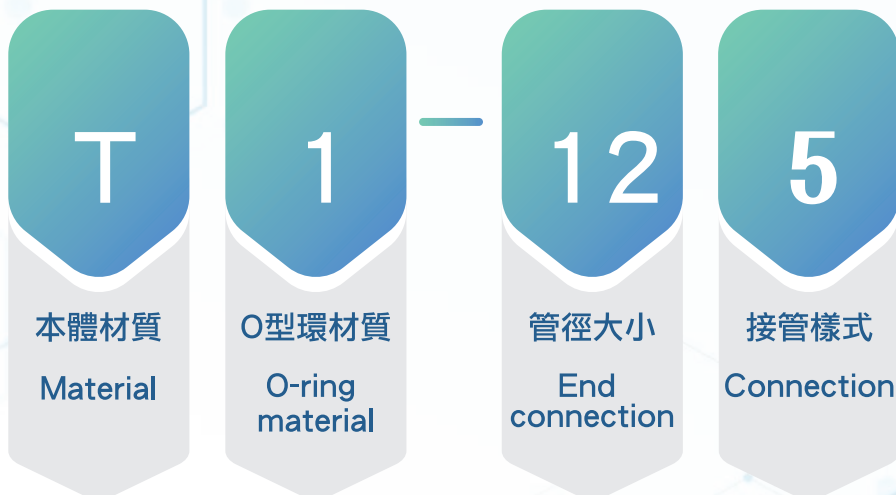 T
1
12
5
本體材質
Material
O型環材質
O-ring
material
管徑大小
End
connection
接管樣式
Connection